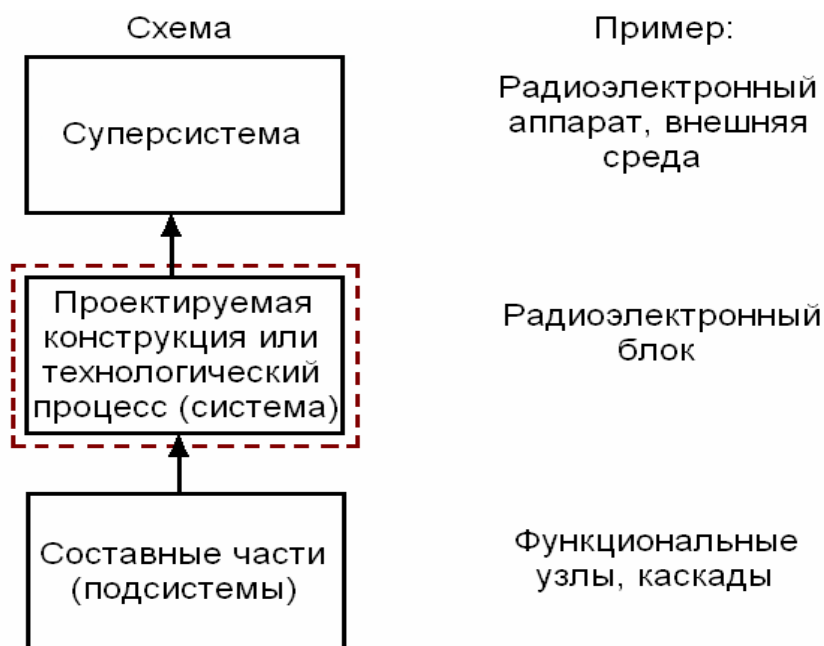 Схема
Пример:
Суперсистема
Радиоэлектронный
аппарат, внешняя
среда
Проектируемая
конструкция или
технологический
процесс (система)
Радиоэлектронный
блок
Составные части
(подсистемы)
Функциональные
узлы, каскады